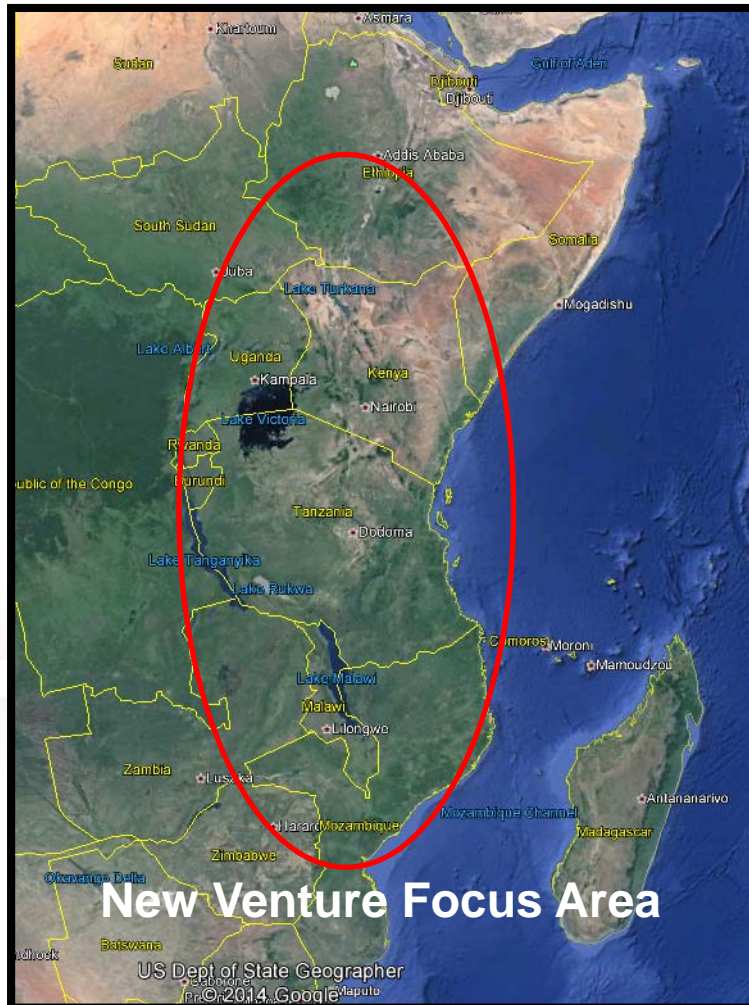 Asmara
Khartoum
Sudan
Gulf of Aden
Djibouti
Djibouti
Addis Ababa
Ethiopia
South Sudan
Somalia
Juba
Lake Turkana
Mogadishu
Lake Albert
Uganda
Kampala
Kenya
Nairobi
Lake Victoria
Rwanda
Burundi
public of the Congo
Tanzania
Dodoma
Lake Tanganyika
Lake Rukwa
Comoros
Moroni
Mamoudzou
Lake Malawi
Malawi
Lilongwe
Zambia
Lusaka
Antananarivo
Mozambique Channel
Harare
Mozambique
Madagascar
Zimbabwe
Okavango Delta
New Venture Focus Area
Botswana
US Dept of State Geographer
Gaborone
© 2014 Google
Maputo